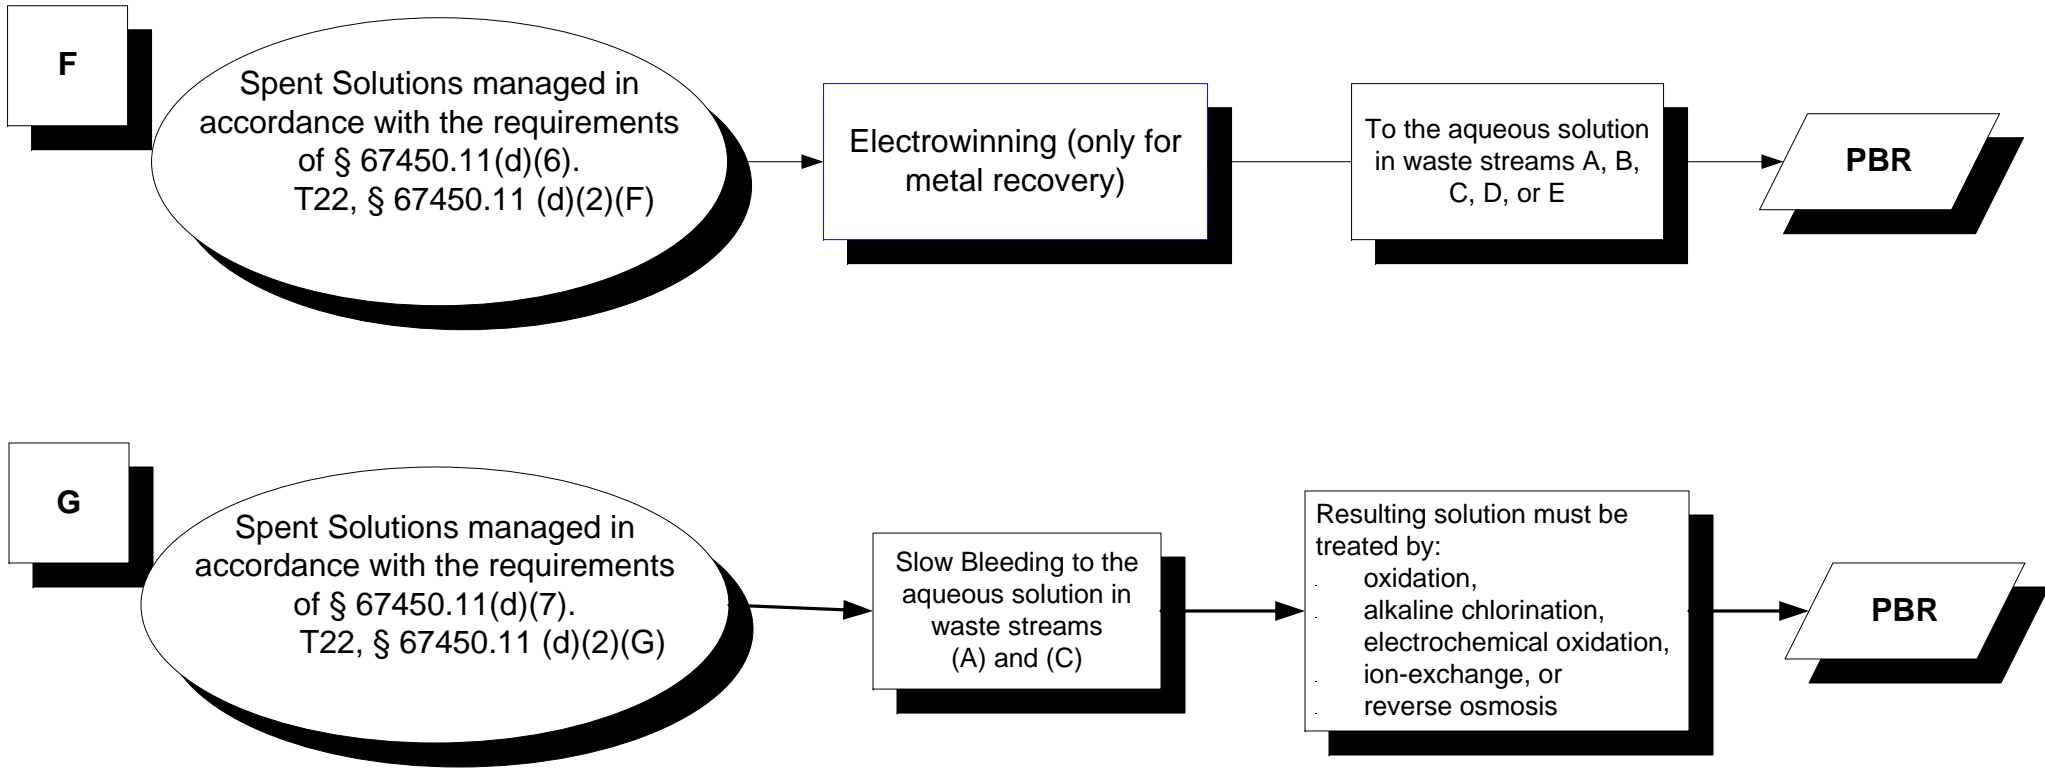 F
Spent Solutions managed in
accordance with the requirements
of § 67450.11(d)(6).
T22, § 67450.11 (d)(2)(F)
Electrowinning (only for
metal recovery)
To the aqueous solution
in waste streams A, B,
C, D, or E
PBR
G
Spent Solutions managed in
accordance with the requirements
of § 67450.11(d)(7).
T22, § 67450.11 (d)(2)(G)
Slow Bleeding to the
aqueous solution in
waste streams
(A) and (C)
Resulting solution must be
treated by:
. oxidation,
. alkaline chlorination,
electrochemical oxidation,
. ion-exchange, or
. reverse osmosis
PBR